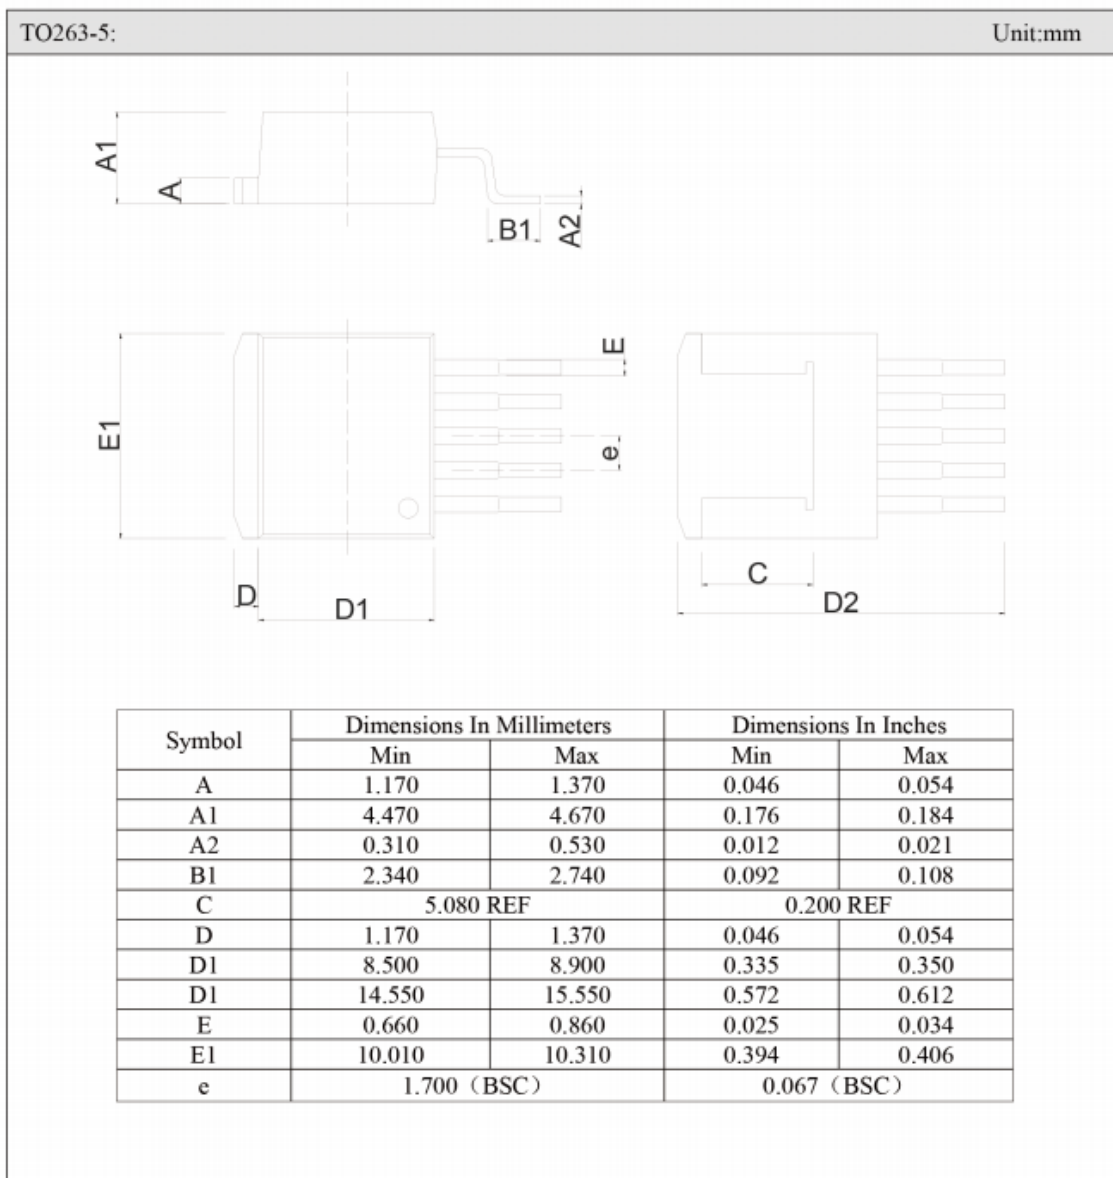 TO263-5: Unit:mm
A1
A
B1
A2
E
E1
e
D
D1
C
D2
Symbol Dimensions In Millimeters Dimensions In Inches
Min Max Min Max
A 1.170 1.370 0.046 0.054
A1 4.470 4.670 0.176 0.184
A2 0.310 0.530 0.012 0.021
B1 2.340 2.740 0.092 0.108
C 5.080 REF 0.200 REF
D 1.170 1.370 0.046 0.054
D1 8.500 8.900 0.335 0.350
D1 14.550 15.550 0.572 0.612
E 0.660 0.860 0.025 0.034
E1 10.010 10.310 0.394 0.406
e 1.700（BSC） 0.067（BSC）